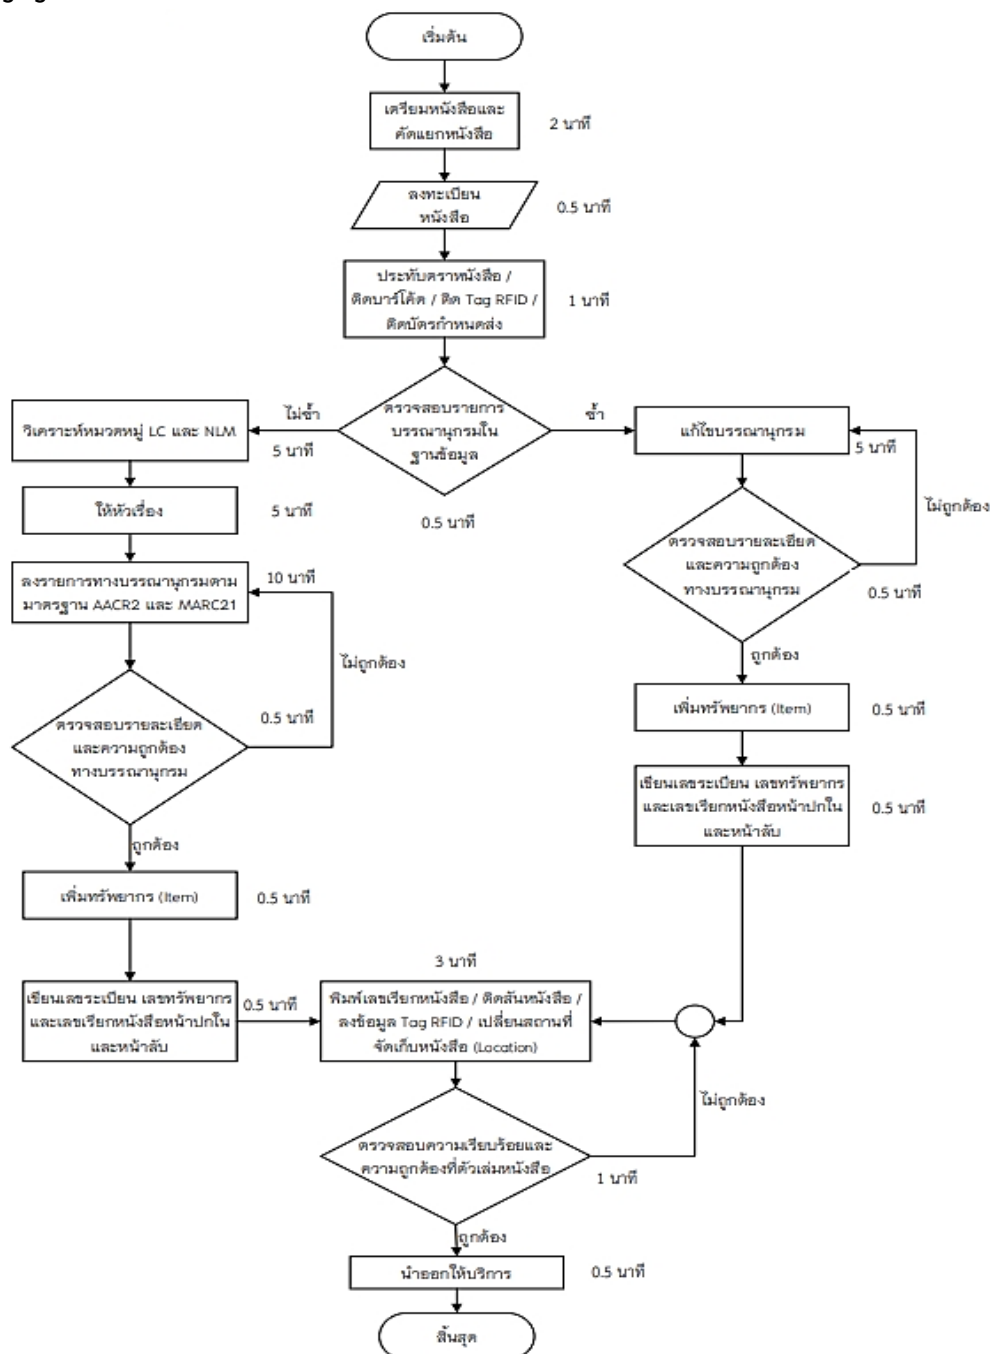 เริ่มต้น
เตรียมหนังสือและ
คัดแยกหนังสือ
2 นาที
ลงทะเบียน
หนังสือ
0.5 นาที
ประทับตราหนังสือ /
ติดบาร์โค้ด / ติด Tag RFID /
ติดบัตรกำหนดส่ง
1 นาที
ตรวจสอบรายการ
บรรณานุกรมใน
ฐานข้อมูล
0.5 นาที
ไม่ซ้ำ
ซ้ำ
วิเคราะห์หมวดหมู่ LC และ NLM
5 นาที
ให้หัวเรื่อง
5 นาที
ลงรายการทางบรรณานุกรมตาม
มาตรฐาน AACR2 และ MARC21
10 นาที
ไม่ถูกต้อง
ตรวจสอบรายละเอียด
และความถูกต้อง
ทางบรรณานุกรม
0.5 นาที
ถูกต้อง
เพิ่มทรัพยากร (Item)
0.5 นาที
เขียนเลขระเบียน เลขทรัพยากร
และเลขเรียกหนังสือหน้าปกใน
และหน้าลับ
0.5 นาที
แก้ไขบรรณานุกรม
5 นาที
ไม่ถูกต้อง
ตรวจสอบรายละเอียด
และความถูกต้อง
ทางบรรณานุกรม
0.5 นาที
ถูกต้อง
เพิ่มทรัพยากร (Item)
0.5 นาที
เขียนเลขระเบียน เลขทรัพยากร
และเลขเรียกหนังสือหน้าปกใน
และหน้าลับ
0.5 นาที
3 นาที
พิมพ์เลขเรียกหนังสือ / ติดสันหนังสือ /
ลงข้อมูล Tag RFID / เปลี่ยนสถานที่
จัดเก็บหนังสือ (Location)
ไม่ถูกต้อง
ตรวจสอบความเรียบร้อยและ
ความถูกต้องที่ตัวเล่มหนังสือ
1 นาที
ถูกต้อง
นำออกให้บริการ
0.5 นาที
สิ้นสุด